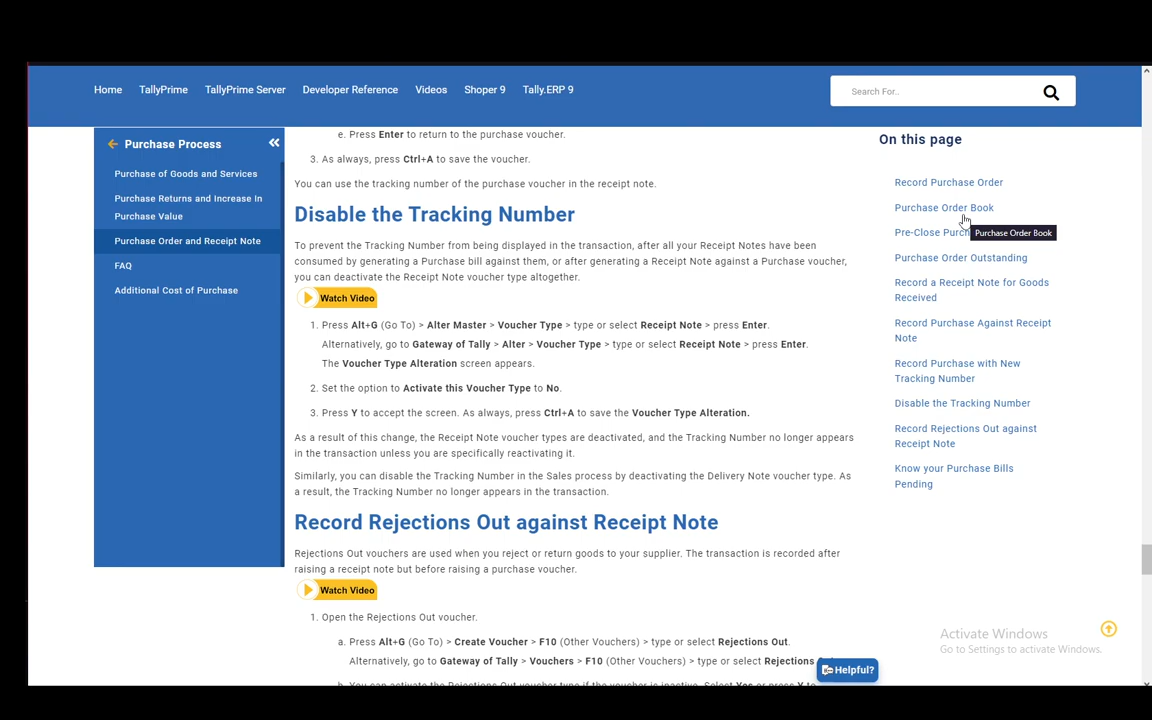 Home TallyPrime TallyPrime Server Developer Reference Videos Shoper 9 Tally.ERP 9
Search For..
Purchase Process
Purchase of Goods and Services
Purchase Returns and Increase in
Purchase Value
Purchase Order and Receipt Note
FAQ
Additional Cost of Purchase
e. Press Enter to return to the purchase voucher.
3. As always, press Ctrl+A to save the voucher.
You can use the tracking number of the purchase voucher in the receipt note.
Disable the Tracking Number
To prevent the Tracking Number from being displayed in the transaction, after all your Receipt Notes have been
consumed by generating a Purchase bill against them, or after generating a Receipt Note against a Purchase voucher,
you can deactivate the Receipt Note voucher type altogether.
Watch Video
1. Press Alt+G (Go To) > Alter Master > Voucher Type > type or select Receipt Note > press Enter.
Alternatively, go to Gateway of Tally > Alter > Voucher Type > type or select Receipt Note > press Enter.
The Voucher Type Alteration screen appears.
2. Set the option to Activate this Voucher Type to No.
3. Press Y to accept the screen. As always, press Ctrl+A to save the Voucher Type Alteration.
As a result of this change, the Receipt Note voucher types are deactivated, and the Tracking Number no longer appears
in the transaction unless you are specifically reactivating it.
Similarly, you can disable the Tracking Number in the Sales process by deactivating the Delivery Note voucher type. As
a result, the Tracking Number no longer appears in the transaction.
Record Rejections Out against Receipt Note
Rejections Out vouchers are used when you reject or return goods to your supplier. The transaction is recorded after
raising a receipt note but before raising a purchase voucher.
Watch Video
1. Open the Rejections Out voucher.
a. Press Alt+G (Go To) > Create Voucher > F10 (Other Vouchers) > type or select Rejections Out.
Alternatively, go to Gateway of Tally > Vouchers > F10 (Other Vouchers) > type or select Rejections
b. You can activate the Rejections Out voucher type if the voucher is inactive. Select Yes or press Y to
On this page
Record Purchase Order
Purchase Order Book
Pre-Close Purch
Purchase Order Book
Purchase Order Outstanding
Record a Receipt Note for Goods
Received
Record Purchase Against Receipt
Note
Record Purchase with New
Tracking Number
Disable the Tracking Number
Record Rejections Out against
Receipt Note
Know your Purchase Bills
Pending
Activate Windows
Go to Settings to activate Windows.
Helpful?